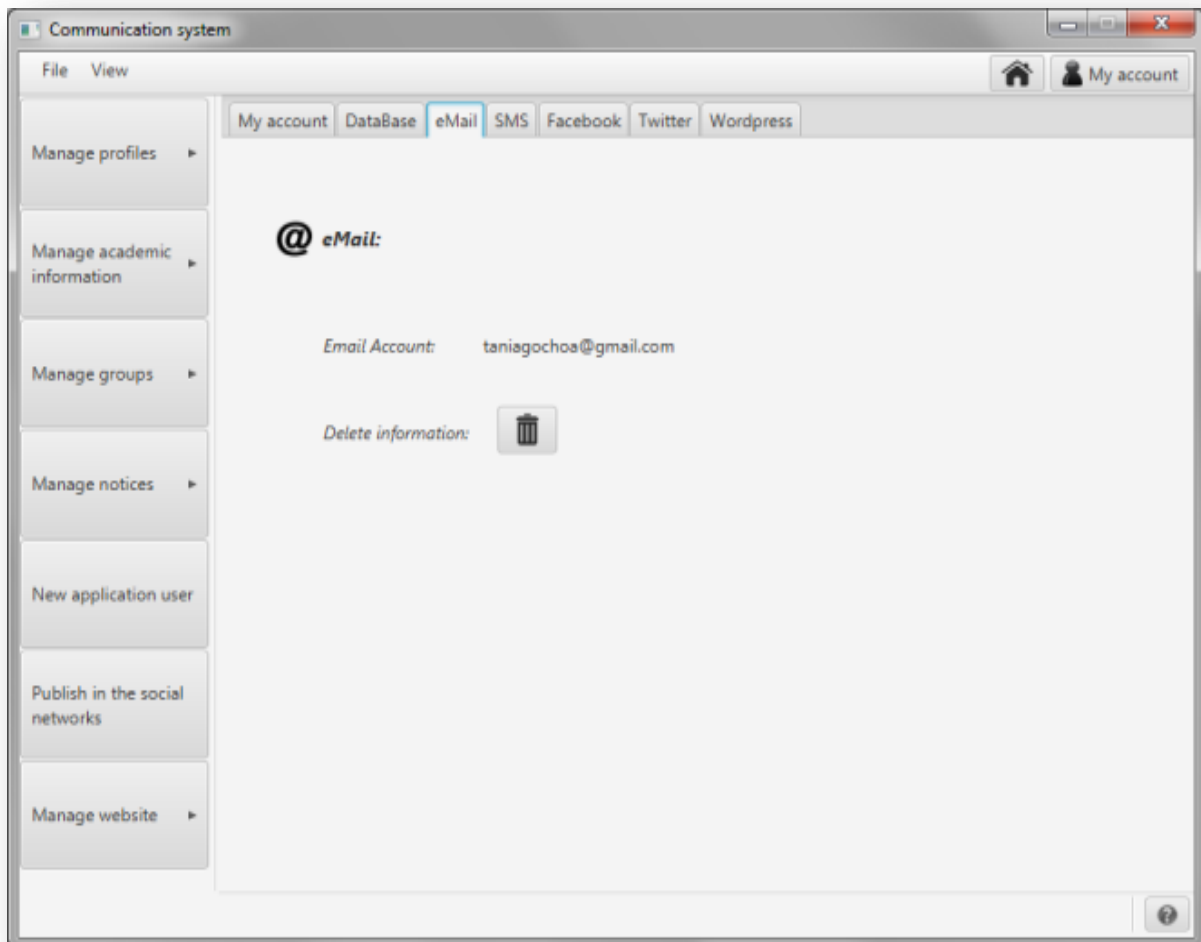 Communication system
File View
My account
My account DataBase eMail SMS Facebook Twitter Wordpress
Manage profiles
Manage academic
information
Manage groups
Manage notices
New application user
Publish in the social
networks
Manage website
@ eMail:
Email Account: taniagochoa@gmail.com
Delete information: